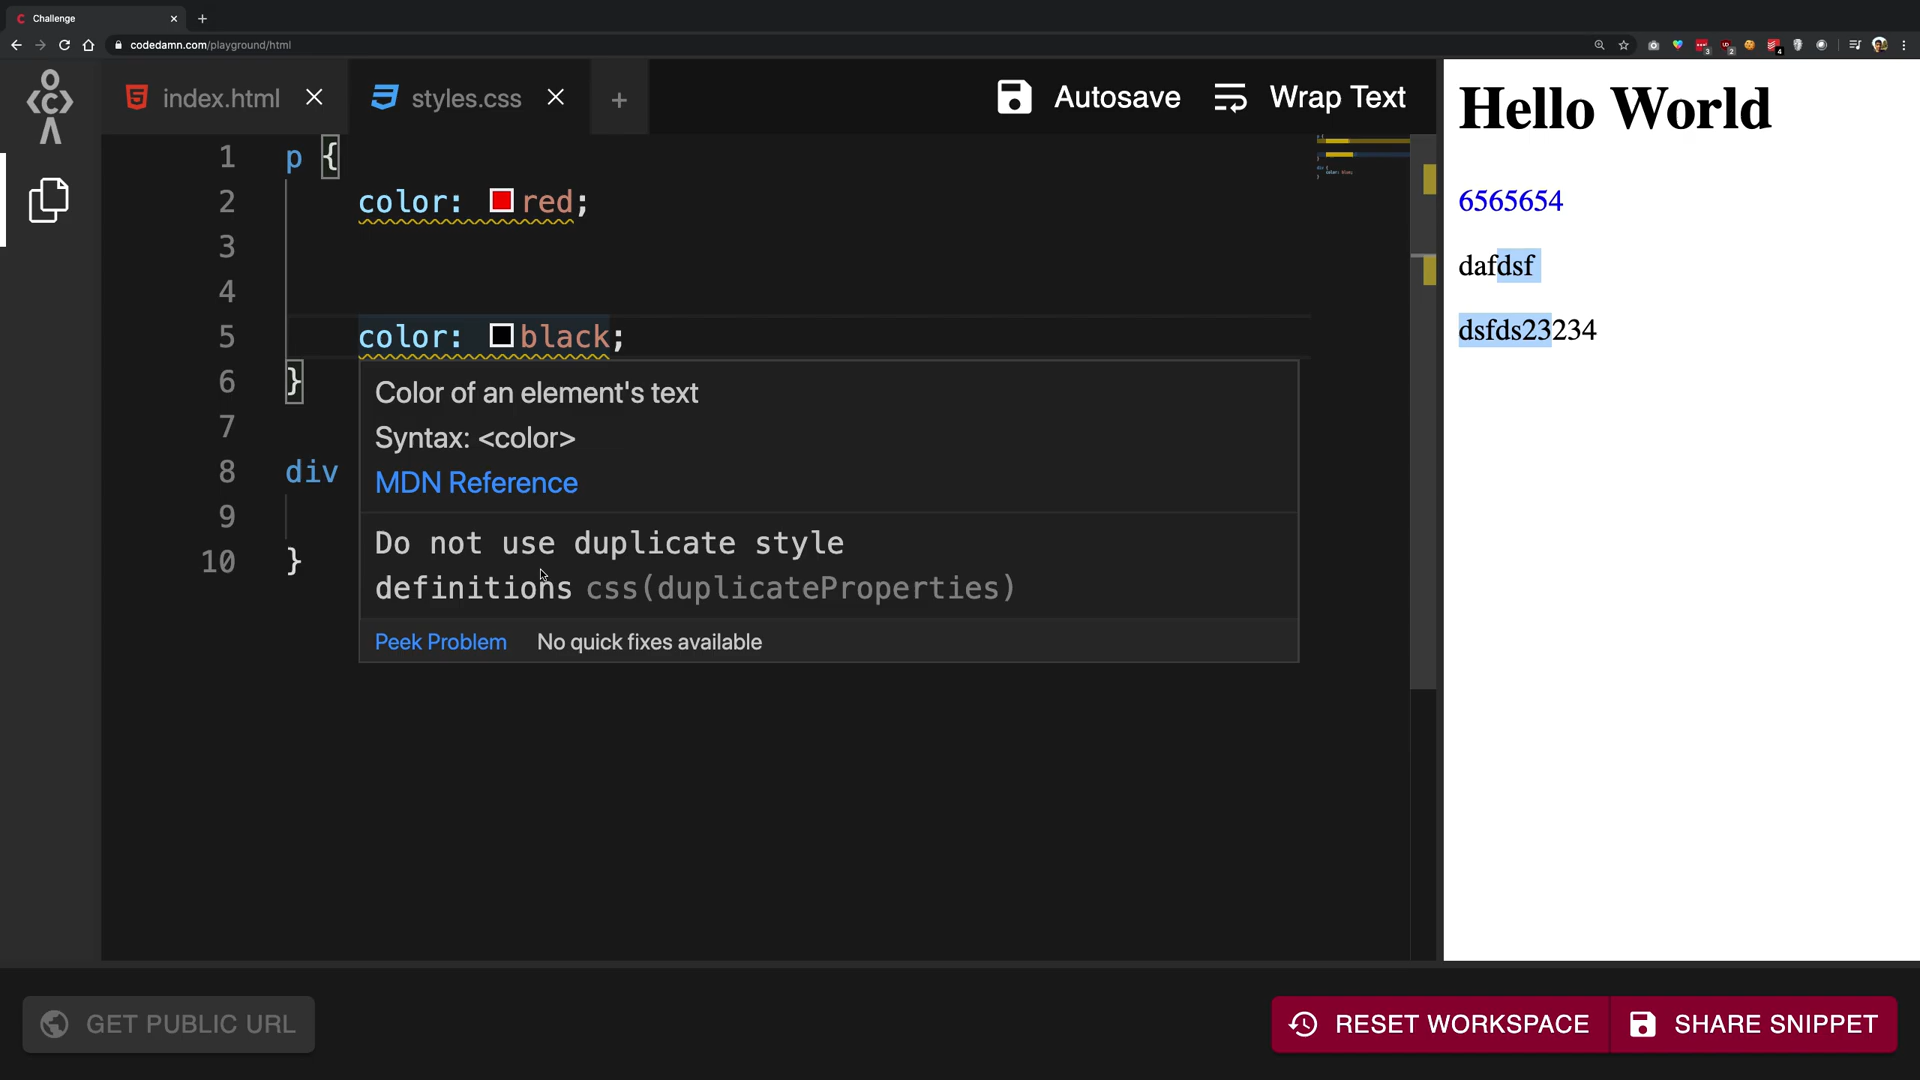 Challenge
codedamn.com/playground/html
index.html
styles.css
Autosave
Wrap Text
1 p {
2 color: red;
3
4
5 color: black;
6 }
7
8 div
9
10 }
Color of an element's text
Syntax: <color>
MDN Reference
Do not use duplicate style
definitions css(duplicateProperties)
Peek Problem No quick fixes available
Hello World
6565654
dafdsf
dsfds23234
GET PUBLIC URL
RESET WORKSPACE
SHARE SNIPPET